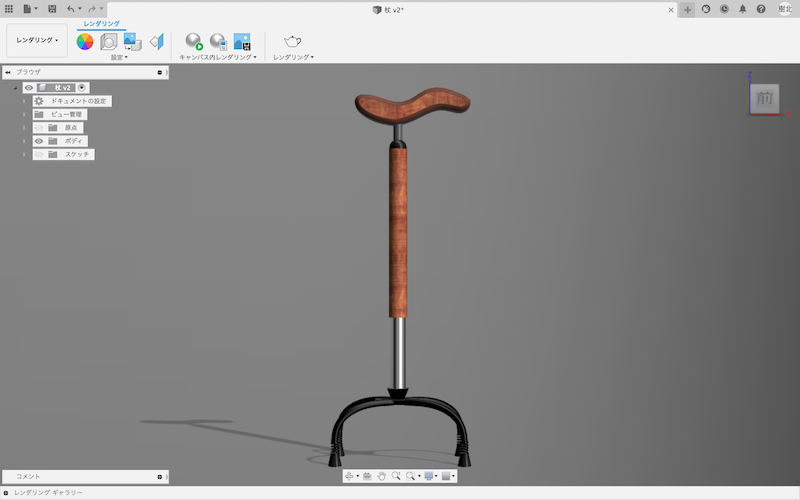 杖 v2*
樹北
レンダリング
レンダリング
設定
キャンバス内レンダリング
レンダリング
ブラウザ
杖 v2
ドキュメントの設定
ビュー管理
原点
ボディ
スケッチ
Z
前
X
コメント
レンダリング ギャラリー